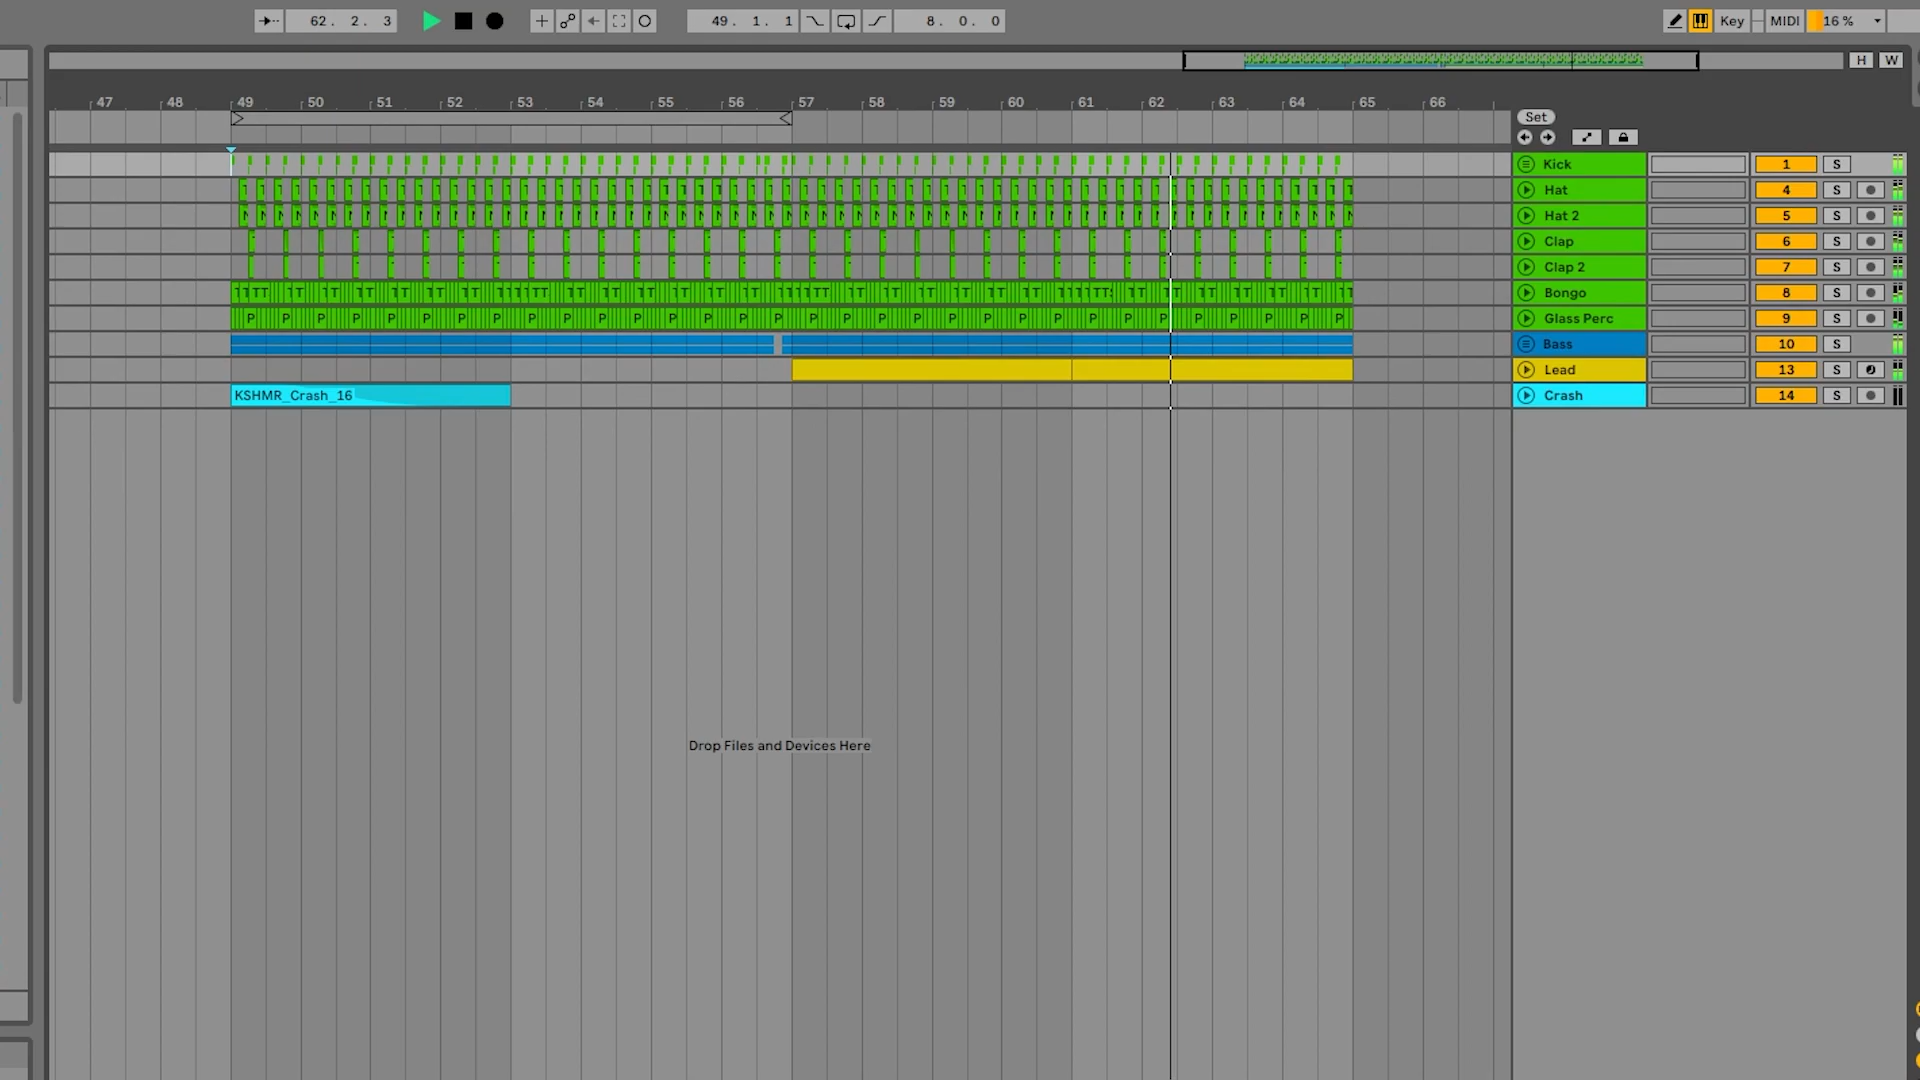 62. 2. 3
49. 1. 1
8. 0. 0
Key
MIDI
16 %
H
W
47 48 49 50 51 52 53 54 55 56 57 58 59 60 61 62 63 64 65 66
Set
Kick 1 S
Hat 4 S
Hat 2 5 S
Clap 6 S
Clap 2 7 S
Bongo 8 S
Glass Perc 9 S
Bass 10 S
Lead 13 S
KSHMR_Crash_16
Crash 14 S
Drop Files and Devices Here